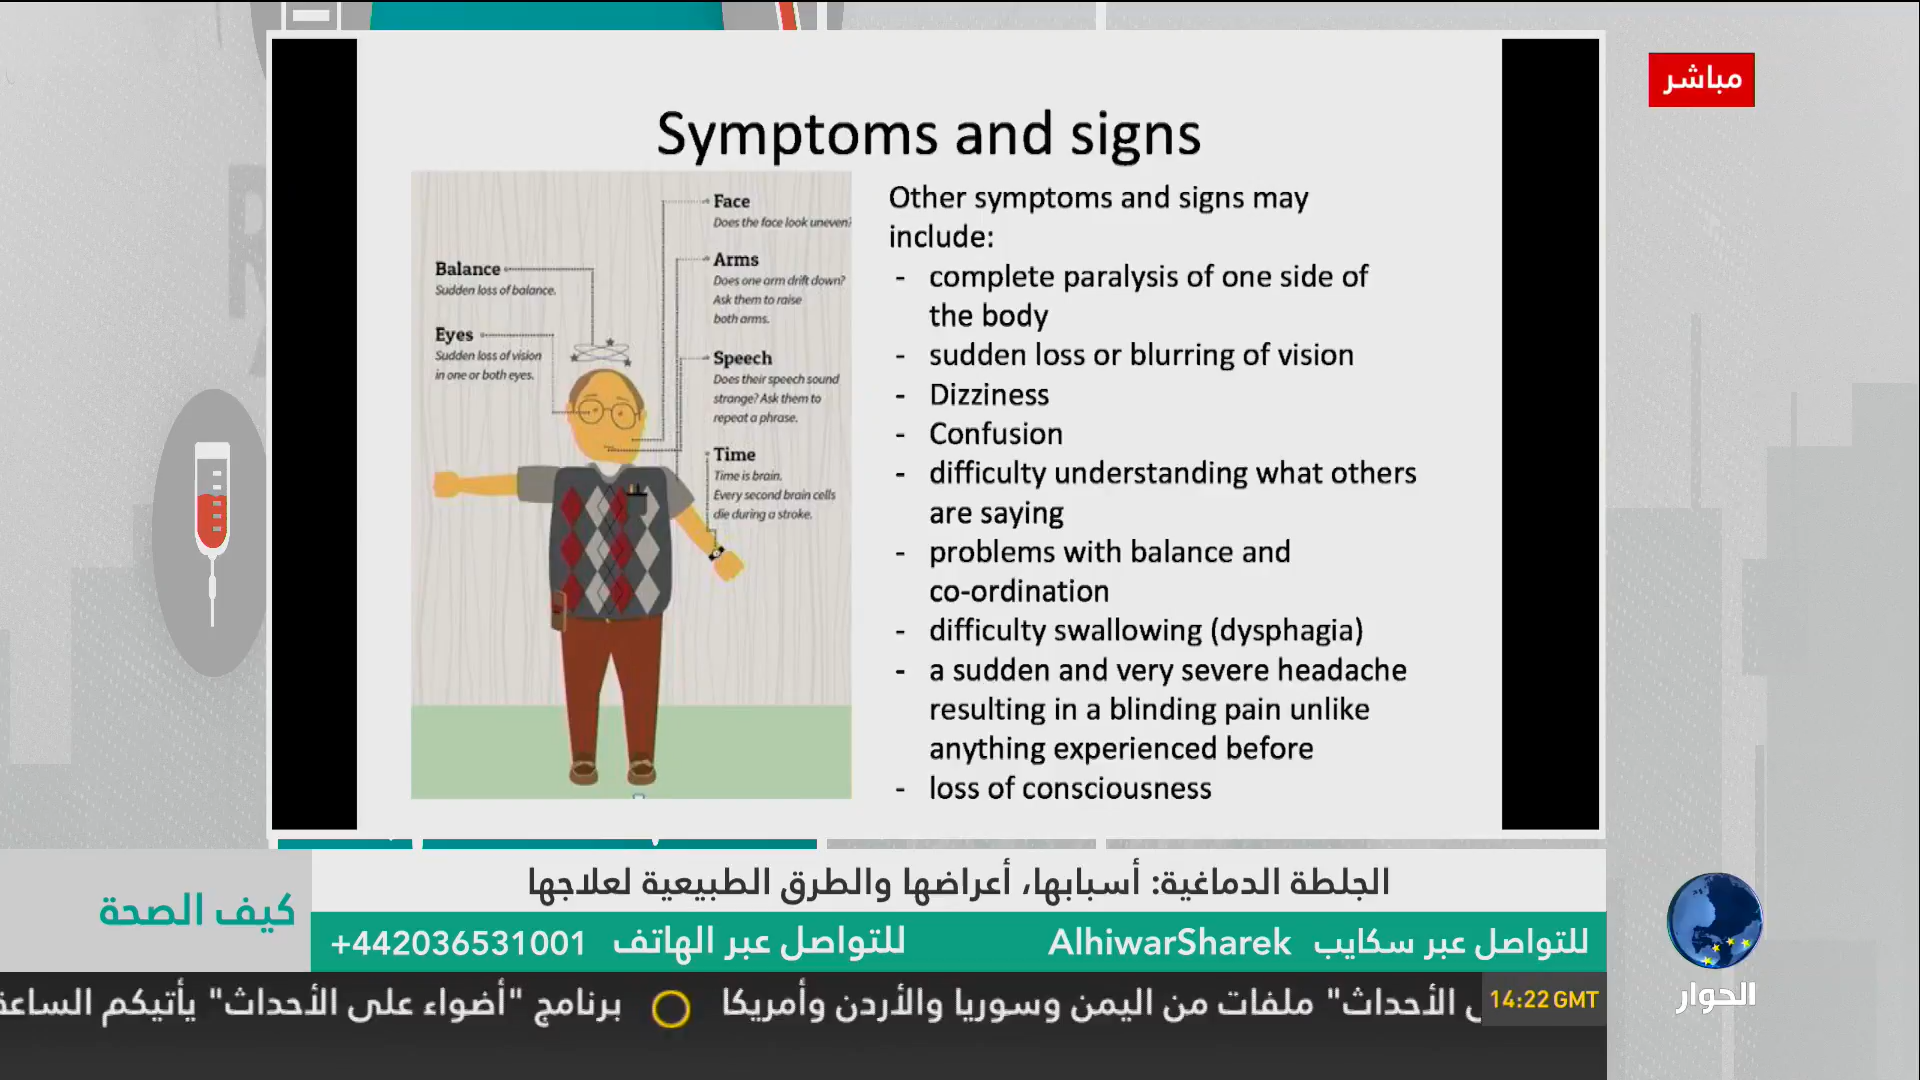 مباشر
Symptoms and signs
Balance
Sudden loss of balance.
Eyes
Sudden loss of vision
in one or both eyes.
Face
Does the face look uneven?
Arms
Does one arm drift down?
Ask them to raise
both arms.
Speech
Does their speech sound
strange? Ask them to
repeat a phrase.
Time
Time is brain.
Every second brain cells
die during a stroke.
Other symptoms and signs may
include:
- complete paralysis of one side of
the body
- sudden loss or blurring of vision
- Dizziness
- Confusion
- difficulty understanding what others
are saying
- problems with balance and
co-ordination
- difficulty swallowing (dysphagia)
- a sudden and very severe headache
resulting in a blinding pain unlike
anything experienced before
- loss of consciousness
الجلطة الدماغية: أسبابها، أعراضها والطرق الطبيعية لعلاجها
كيف الصحة
للتواصل عبر سكايب AlhiwarSharek للتواصل عبر الهاتف +442036531001
14:22 GMT
الأحداث" ملفات من اليمن وسوريا والأردن وأمريكا برنامج "أضواء على الأحداث" يأتيكم
الحوار